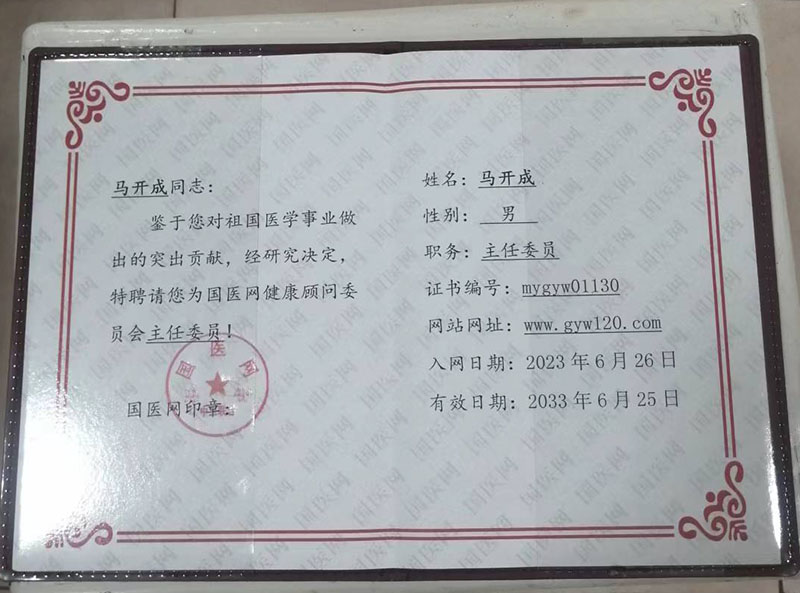 马开成同志：
鉴于您对祖国医学事业做
出的突出贡献，经研究决定，
特聘请您为国医网健康顾问委
员会主任委员！
国医网
国医网印章：
姓名：马开成
性别：男
职务：主任委员
证书编号：mygyw01130
网站网址：www.gyw120.com
入网日期：2023年6月26日
有效日期：2033年6月25日